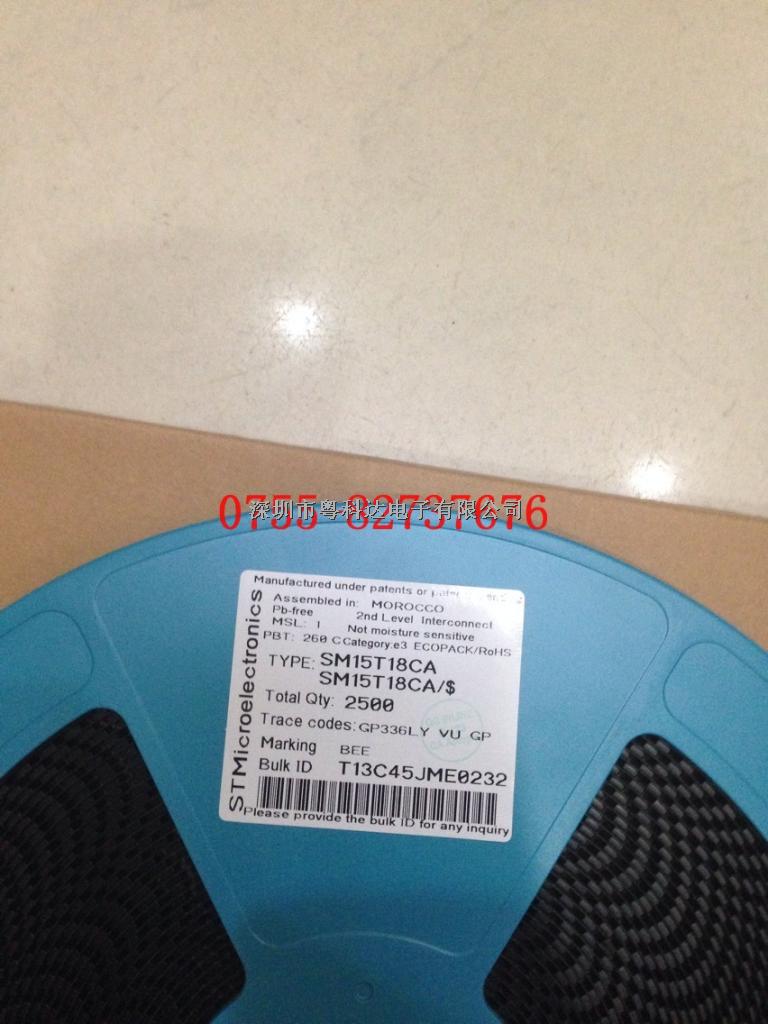 0755-82737676
深圳市粤科达电子有限公司
STMicroelectronics
Manufactured under patents or
Assembled in: MOROCCO
Pb-free 2nd Level Interconnect
MSL: 1 Not moisture sensitive
PBT: 260 C Category:e3 ECOPACK/RoHS
TYPE: SM15T18CA
SM15T18CA/$
Total Qty: 2500
Trace codes: GP336LY VU GP
Marking BEE
Bulk ID T13C45JME0232
Please provide the bulk ID for any inquiry